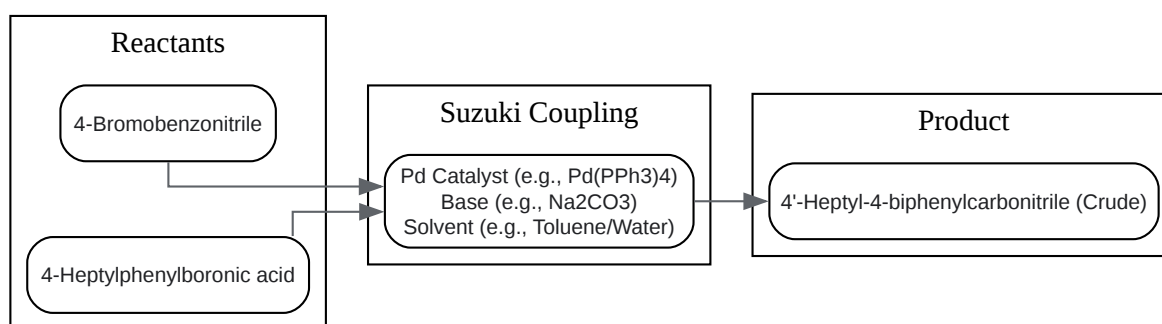 Reactants
4-Bromobenzonitrile
4-Heptylphenylboronic acid
Suzuki Coupling
Pd Catalyst (e.g., Pd(PPh3)4)
Base (e.g., Na2CO3)
Solvent (e.g., Toluene/Water)
Product
4'-Heptyl-4-biphenylcarbonitrile (Crude)